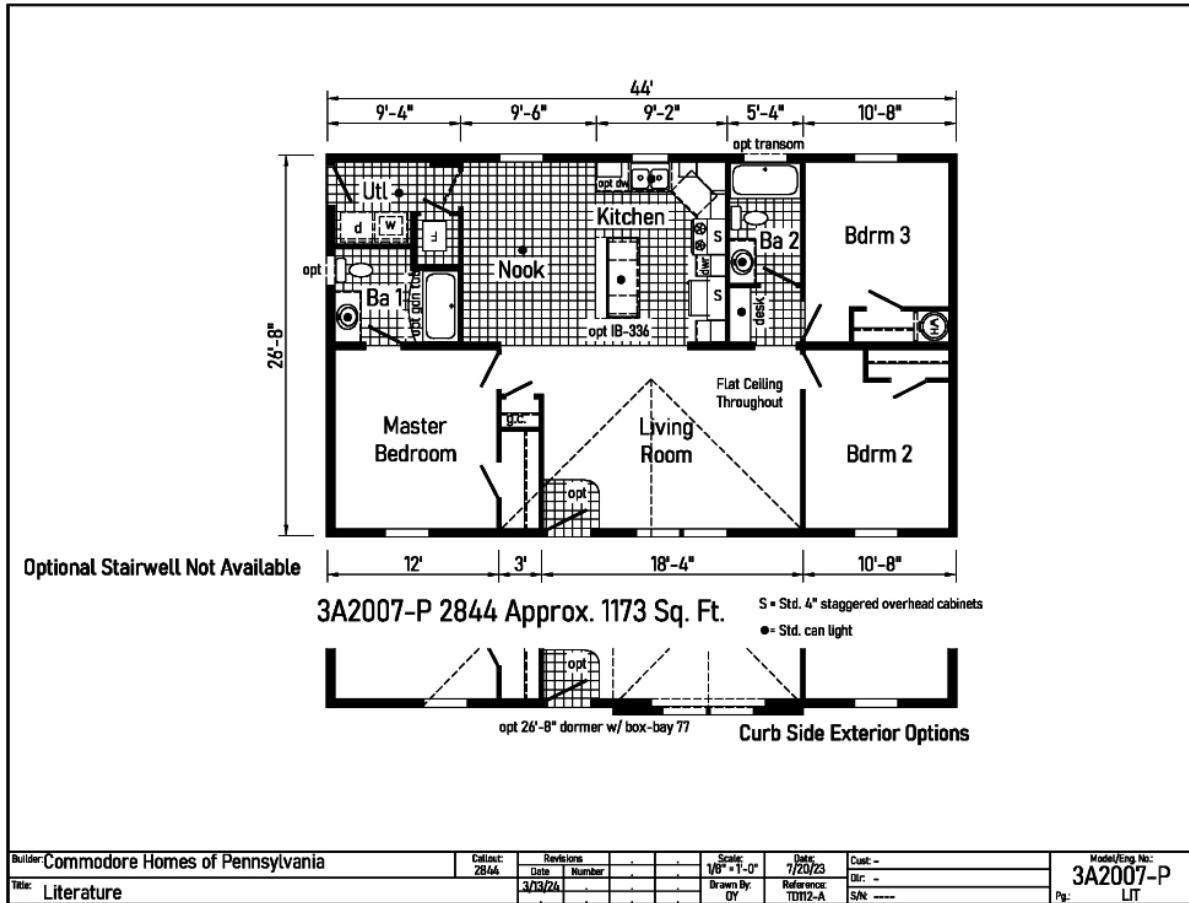 44'
9'-4" 9'-6" 9'-2" 5'-4" 10'-8"
opt transom
Utl
opt dw
Kitchen
S
d W F
Ba 2
Bdrm 3
opt
Nook
dwr
Ba 1
opt gdn tub
S
desk
opt IB-336
WH
26'-8"
Flat Ceiling
Throughout
g.c.
Master
Bedroom
Living
Room
Bdrm 2
opt
Optional Stairwell Not Available
12' 3' 18'-4" 10'-8"
3A2007-P 2844 Approx. 1173 Sq. Ft.
S = Std. 4" staggered overhead cabinets
●= Std. can light
opt
opt 26'-8" dormer w/ box-bay 77
Curb Side Exterior Options
Builder: Commodore Homes of Pennsylvania
Title: Literature
Callout:
2844
Revisions
Date Number
3/13/24
Scale:
1/8" = 1'-0"
Drawn By:
OY
Date:
7/20/23
Reference:
TD112-A
Cust: -
Dlr: -
S/N: ----
Model/Eng. No.:
3A2007-P
Pg.: LIT